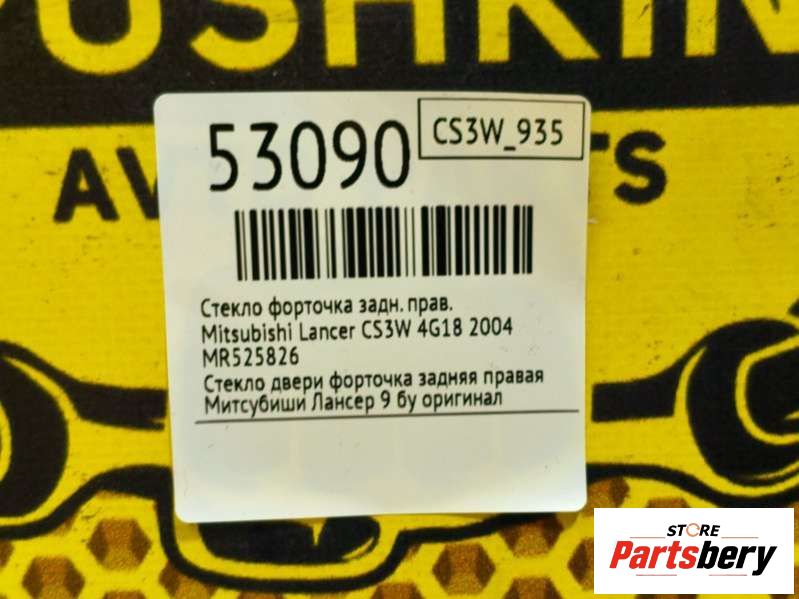 PUSHKIN
53090
CS3W_935
Стекло форточка задн. прав.
Mitsubishi Lancer CS3W 4G18 2004
MR525826
Стекло двери форточка задняя правая
Митсубиши Лансер 9 бу оригинал
STORE
Partsbery